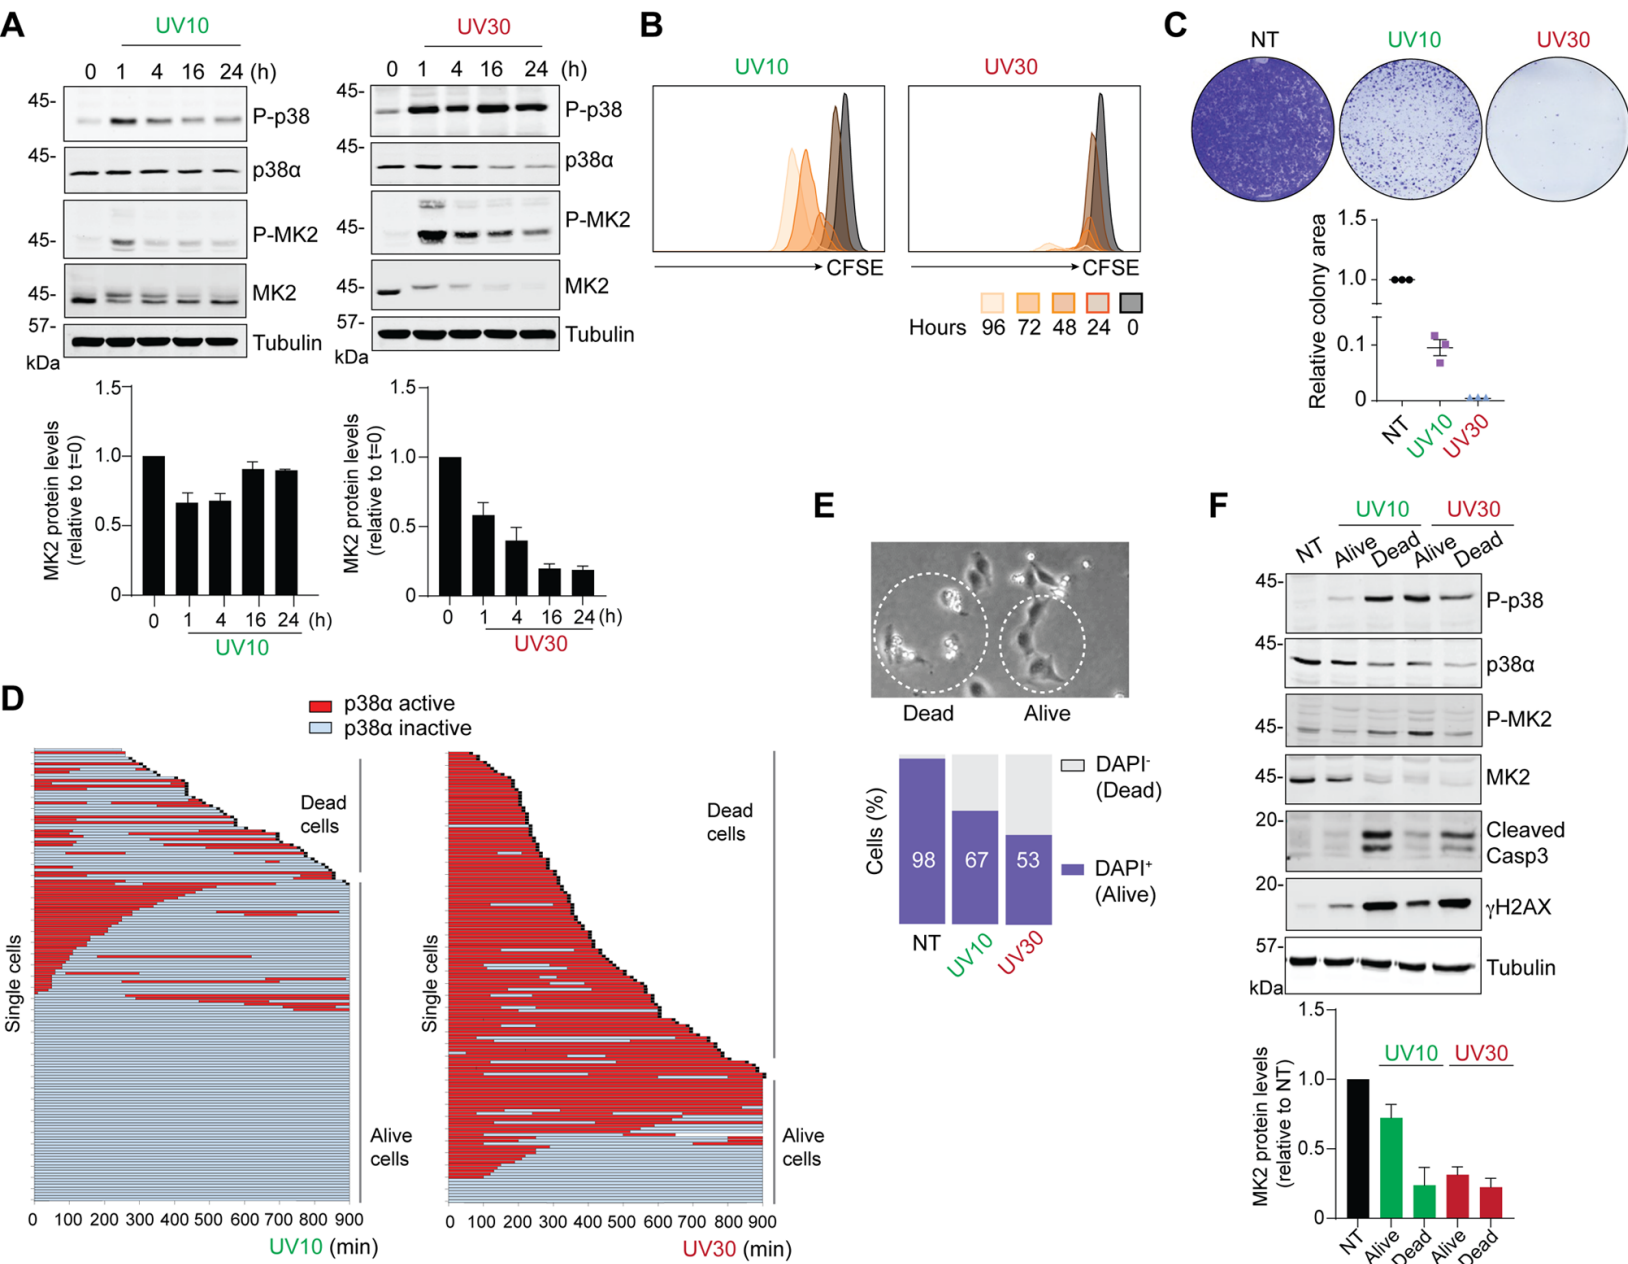 A
UV10
0 1 4 16 24 (h)
45-
P-p38
45-
p38α
45-
P-MK2
45-
MK2
57-
Tubulin
kDa
UV30
0 1 4 16 24 (h)
45-
P-p38
45-
p38α
45-
P-MK2
45-
MK2
57-
Tubulin
kDa
MK2 protein levels
(relative to t=0)
1.5
1.0
0.5
0
0 1 4 16 24 (h)
UV10
MK2 protein levels
(relative to t=0)
1.5
1.0
0.5
0
0 1 4 16 24 (h)
UV30
B
UV10 UV30
CFSE CFSE
Hours 96 72 48 24 0
C
NT UV10 UV30
Relative colony area
1.5
1.0
0.1
0
NT UV10 UV30
D
p38α active
p38α inactive
Single cells
Dead
cells
Alive
cells
0 100 200 300 400 500 600 700 800 900
UV10 (min)
Single cells
Dead
cells
Alive
cells
0 100 200 300 400 500 600 700 800 900
UV30 (min)
E
Dead Alive
Cells (%)
98 67 53
NT UV10 UV30
DAPI⁻
(Dead)
DAPI⁺
(Alive)
F
UV10 UV30
NT Alive Dead Alive Dead
45-
P-p38
45-
p38α
45-
P-MK2
45-
MK2
20-
Cleaved
Casp3
20-
γH2AX
57-
Tubulin
kDa
MK2 protein levels
(relative to NT)
1.5
1.0
0.5
0
UV10 UV30
NT Alive Dead Alive Dead